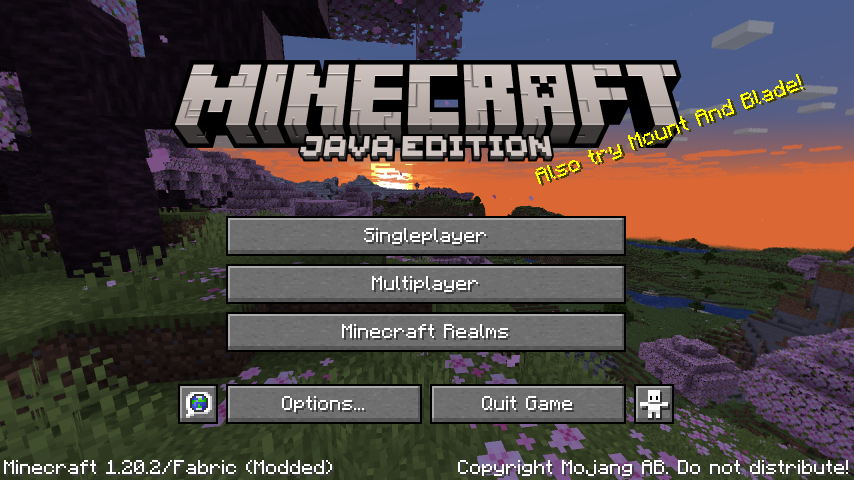 MINECRAFT
JAVA EDITION
Also try Mount And Blade!
Singleplayer
Multiplayer
Minecraft Realms
Options...
Quit Game
Minecraft 1.20.2/Fabric (Modded)
Copyright Mojang AB. Do not distribute!